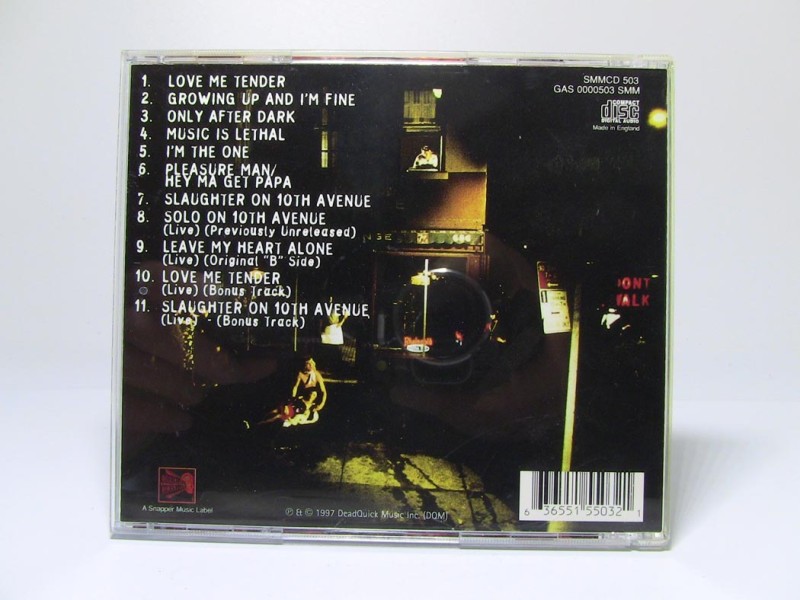 1. LOVE ME TENDER
2. GROWING UP AND I'M FINE
3. ONLY AFTER DARK
4. MUSIC IS LETHAL
5. I'M THE ONE
6. PLEASURE MAN/
HEY MA GET PAPA
7. SLAUGHTER ON 10TH AVENUE
8. SOLO ON 10TH AVENUE
(Live) (Previously Unreleased)
9. LEAVE MY HEART ALONE
(Live) (Original "B" Side)
10. LOVE ME TENDER
(Live) (Bonus Track)
11. SLAUGHTER ON 10TH AVENUE
(Live) - (Bonus Track)
SMMCD 503
GAS 0000503 SMM
COMPACT
disc
DIGITAL AUDIO
Made in England
DONT
WALK
A Snapper Music Label
℗ & © 1997 DeadQuick Music Inc. (DQM)
6 36551 55032 1